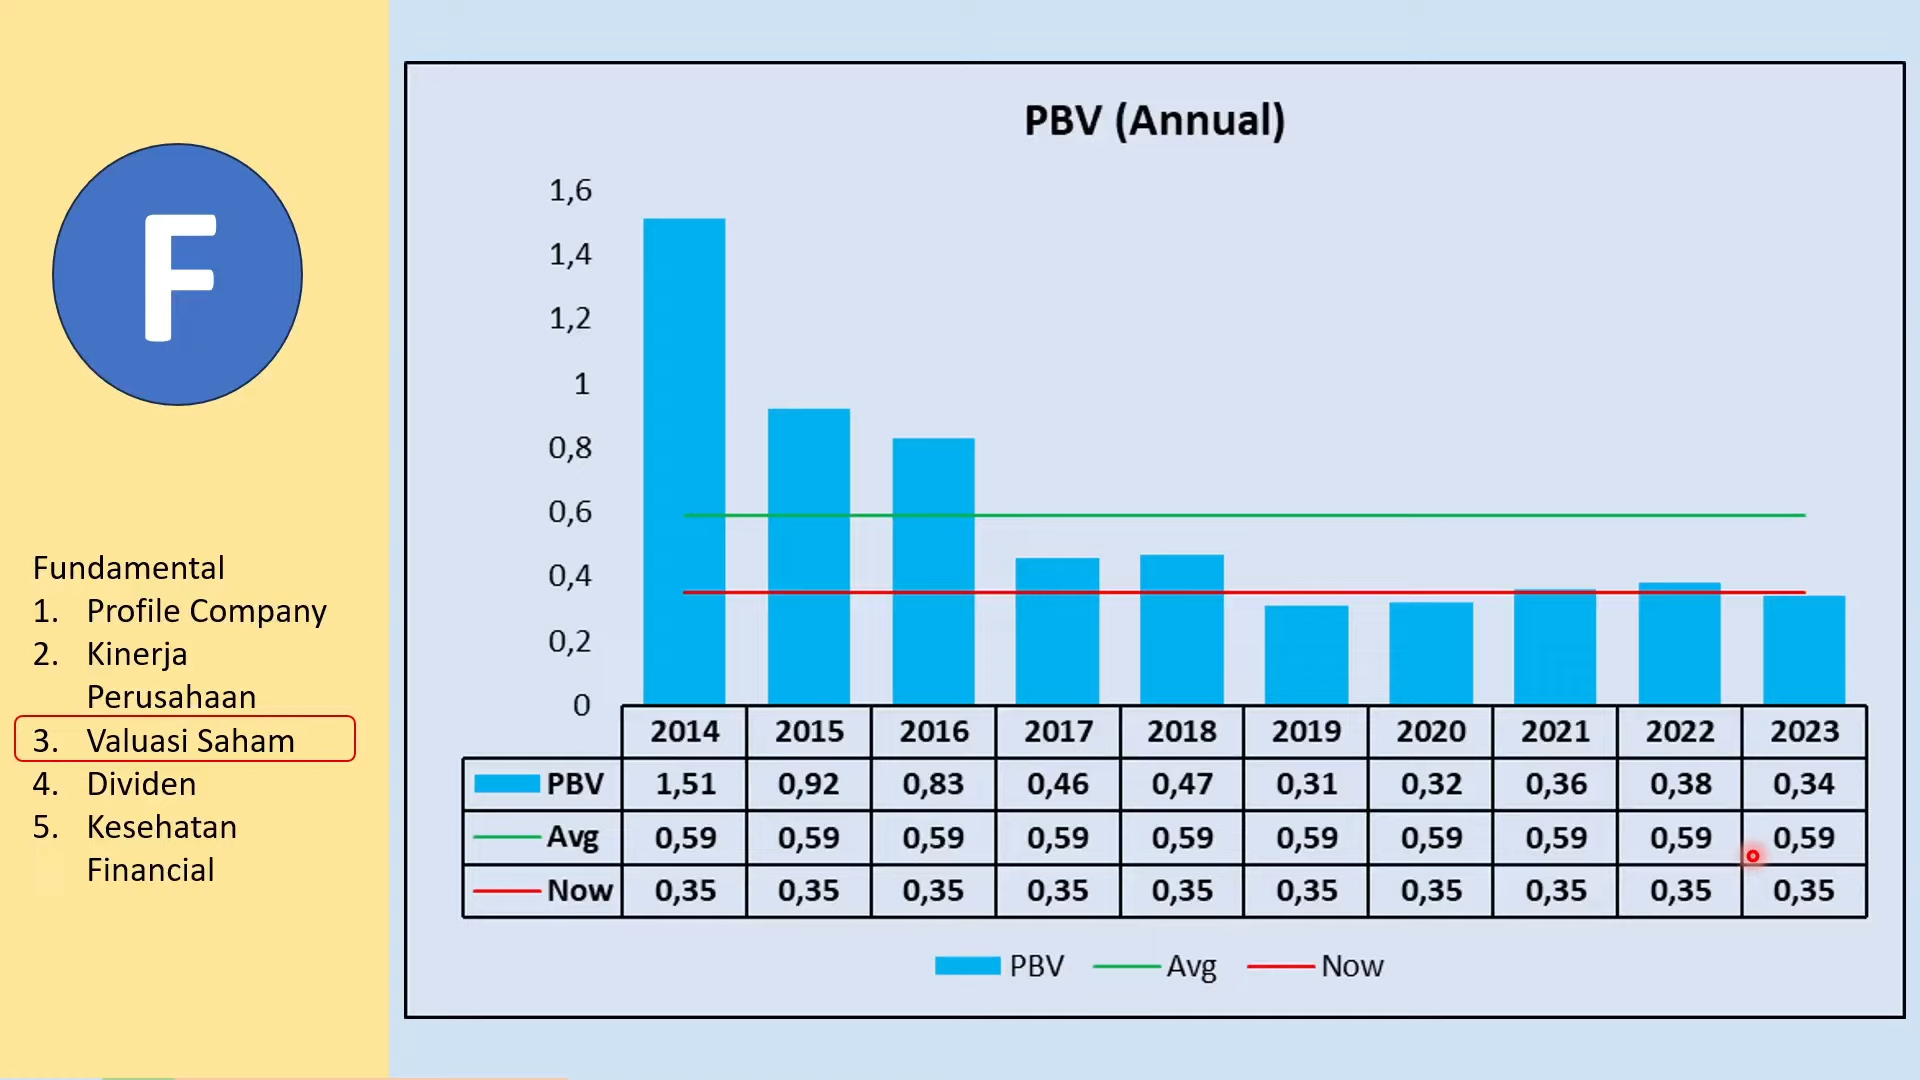 F
Fundamental
1. Profile Company
2. Kinerja
Perusahaan
3. Valuasi Saham
4. Dividen
5. Kesehatan
Financial
PBV (Annual)
1,6
1,4
1,2
1
0,8
0,6
0,4
0,2
0
2014 2015 2016 2017 2018 2019 2020 2021 2022 2023
PBV 1,51 0,92 0,83 0,46 0,47 0,31 0,32 0,36 0,38 0,34
Avg 0,59 0,59 0,59 0,59 0,59 0,59 0,59 0,59 0,59 0,59
Now 0,35 0,35 0,35 0,35 0,35 0,35 0,35 0,35 0,35 0,35
PBV Avg Now